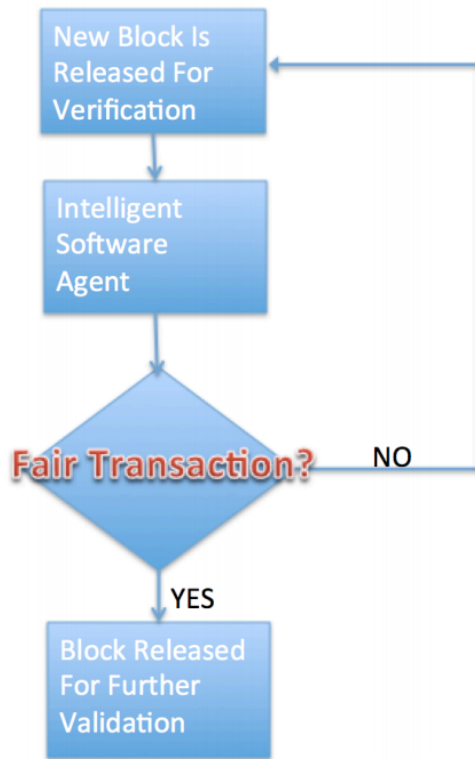 New Block Is
Released For
Verification
Intelligent
Software
Agent
Fair Transaction?
NO
YES
Block Released
For Further
Validation